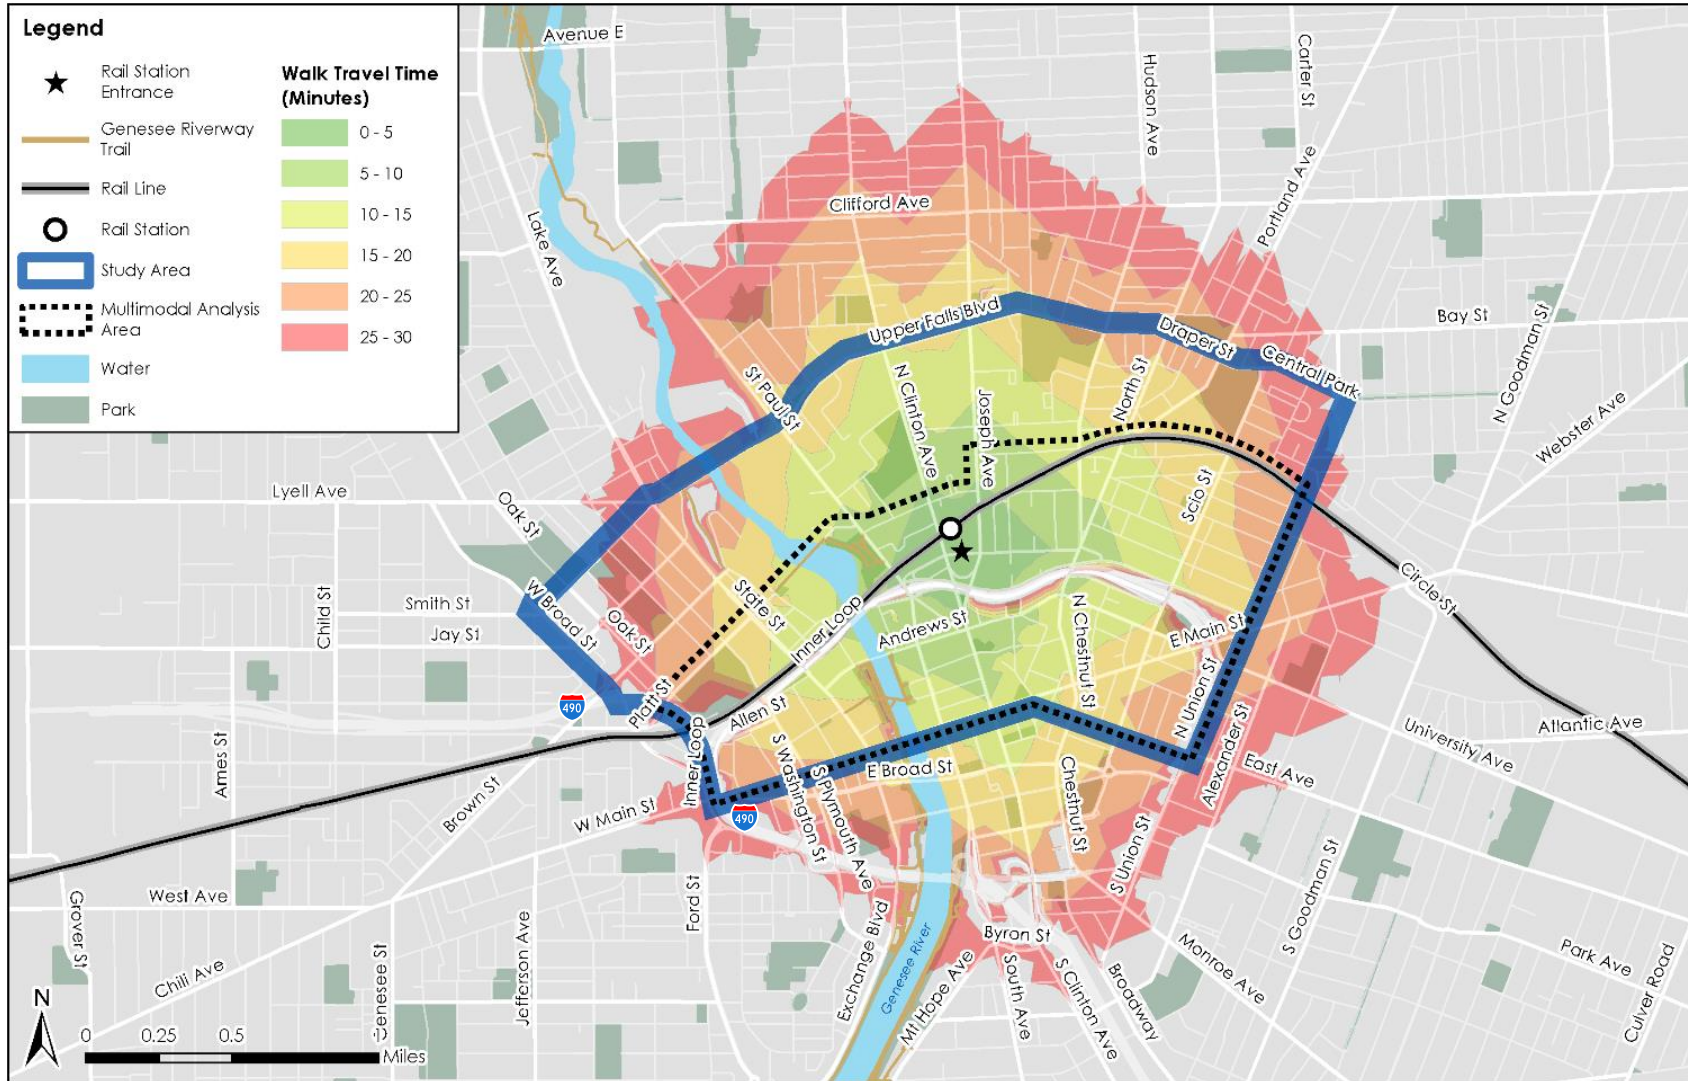 Legend
Rail Station
Entrance
Genesee Riverway
Trail
Rail Line
Rail Station
Study Area
Multimodal Analysis
Area
Water
Park
Walk Travel Time
(Minutes)
0 - 5
5 - 10
10 - 15
15 - 20
20 - 25
25 - 30
Avenue E
Hudson Ave
Carter St
Portland Ave
Clifford Ave
Lake Ave
Bay St
N Goodman St
Webster Ave
Upper Falls Blvd
Draper St
Central Park
St Paul St
N Clinton Ave
Joseph Ave
North St
Scio St
Lyell Ave
Oak St
W Broad St
Smith St
Jay St
Child St
Oak St
State St
Inner Loop
Andrews St
N Chestnut St
E Main St
Circle St
N Union St
Alexander St
University Ave
Atlantic Ave
490
Platt St
Allen St
Inner Loop
S Washington St
S Plymouth Ave
E Broad St
Chestnut St
East Ave
Ames St
Brown St
W Main St
490
S Union St
S Goodman St
West Ave
Grover St
Chili Ave
Genesee St
Jefferson Ave
Ford St
Exchange Blvd
Genesee River
Mt Hope Ave
Byron St
South Ave
S Clinton Ave
Broadway
Monroe Ave
Park Ave
Culver Road
N
0 0.25 0.5
Miles